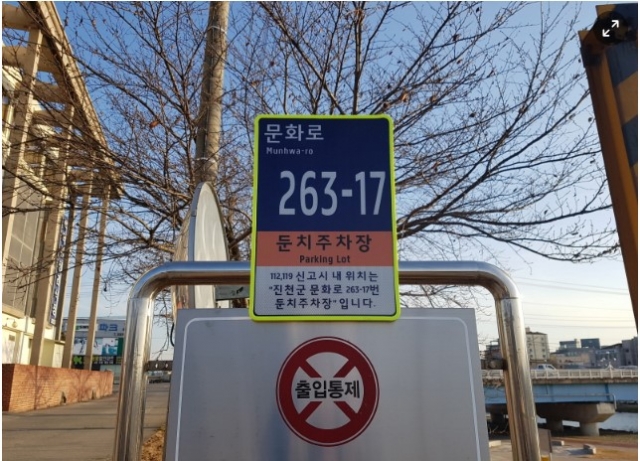 문화로
Munhwa-ro
263-17
둔치주차장
Parking Lot
112,119 신고시 내 위치는
"진천군 문화로 263-17번
둔치주차장"입니다.
출입통제
파크